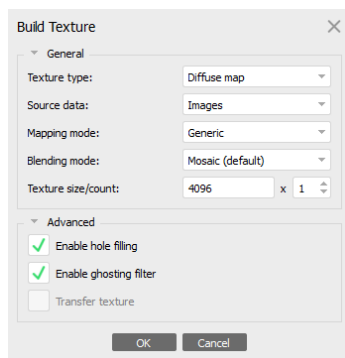 Build Texture
General
Texture type: Diffuse map
Source data: Images
Mapping mode: Generic
Blending mode: Mosaic (default)
Texture size/count: 4096 x 1
Advanced
Enable hole filling
Enable ghosting filter
Transfer texture
OK Cancel